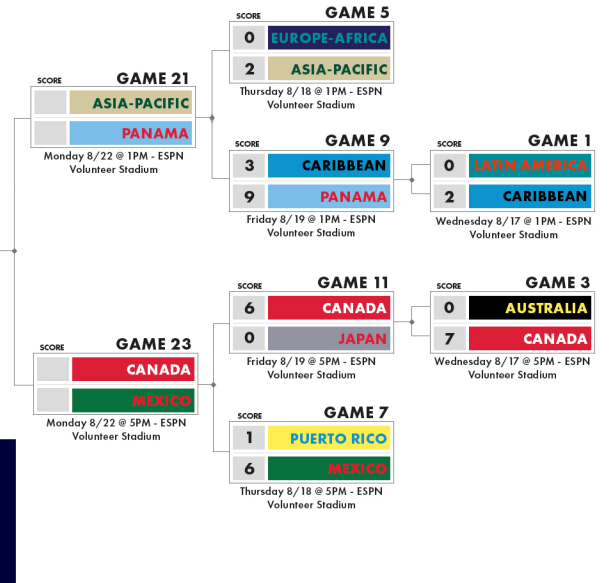 GAME 5
SCORE
0 EUROPE-AFRICA
2 ASIA-PACIFIC
Thursday 8/18 @ 1PM - ESPN
Volunteer Stadium
GAME 21
SCORE
ASIA-PACIFIC
PANAMA
Monday 8/22 @ 1PM - ESPN
Volunteer Stadium
GAME 9
SCORE
3 CARIBBEAN
9 PANAMA
Friday 8/19 @ 1PM - ESPN
Volunteer Stadium
GAME 1
SCORE
0 LATIN AMERICA
2 CARIBBEAN
Wednesday 8/17 @ 1PM - ESPN
Volunteer Stadium
GAME 11
SCORE
6 CANADA
0 JAPAN
Friday 8/19 @ 5PM - ESPN
Volunteer Stadium
GAME 3
SCORE
0 AUSTRALIA
7 CANADA
Wednesday 8/17 @ 5PM - ESPN
Volunteer Stadium
GAME 23
SCORE
CANADA
MEXICO
Monday 8/22 @ 5PM - ESPN
Volunteer Stadium
GAME 7
SCORE
1 PUERTO RICO
6 MEXICO
Thursday 8/18 @ 5PM - ESPN
Volunteer Stadium